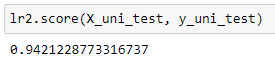 lr2.score(X_uni_test, y_uni_test)
0.9421228773316737